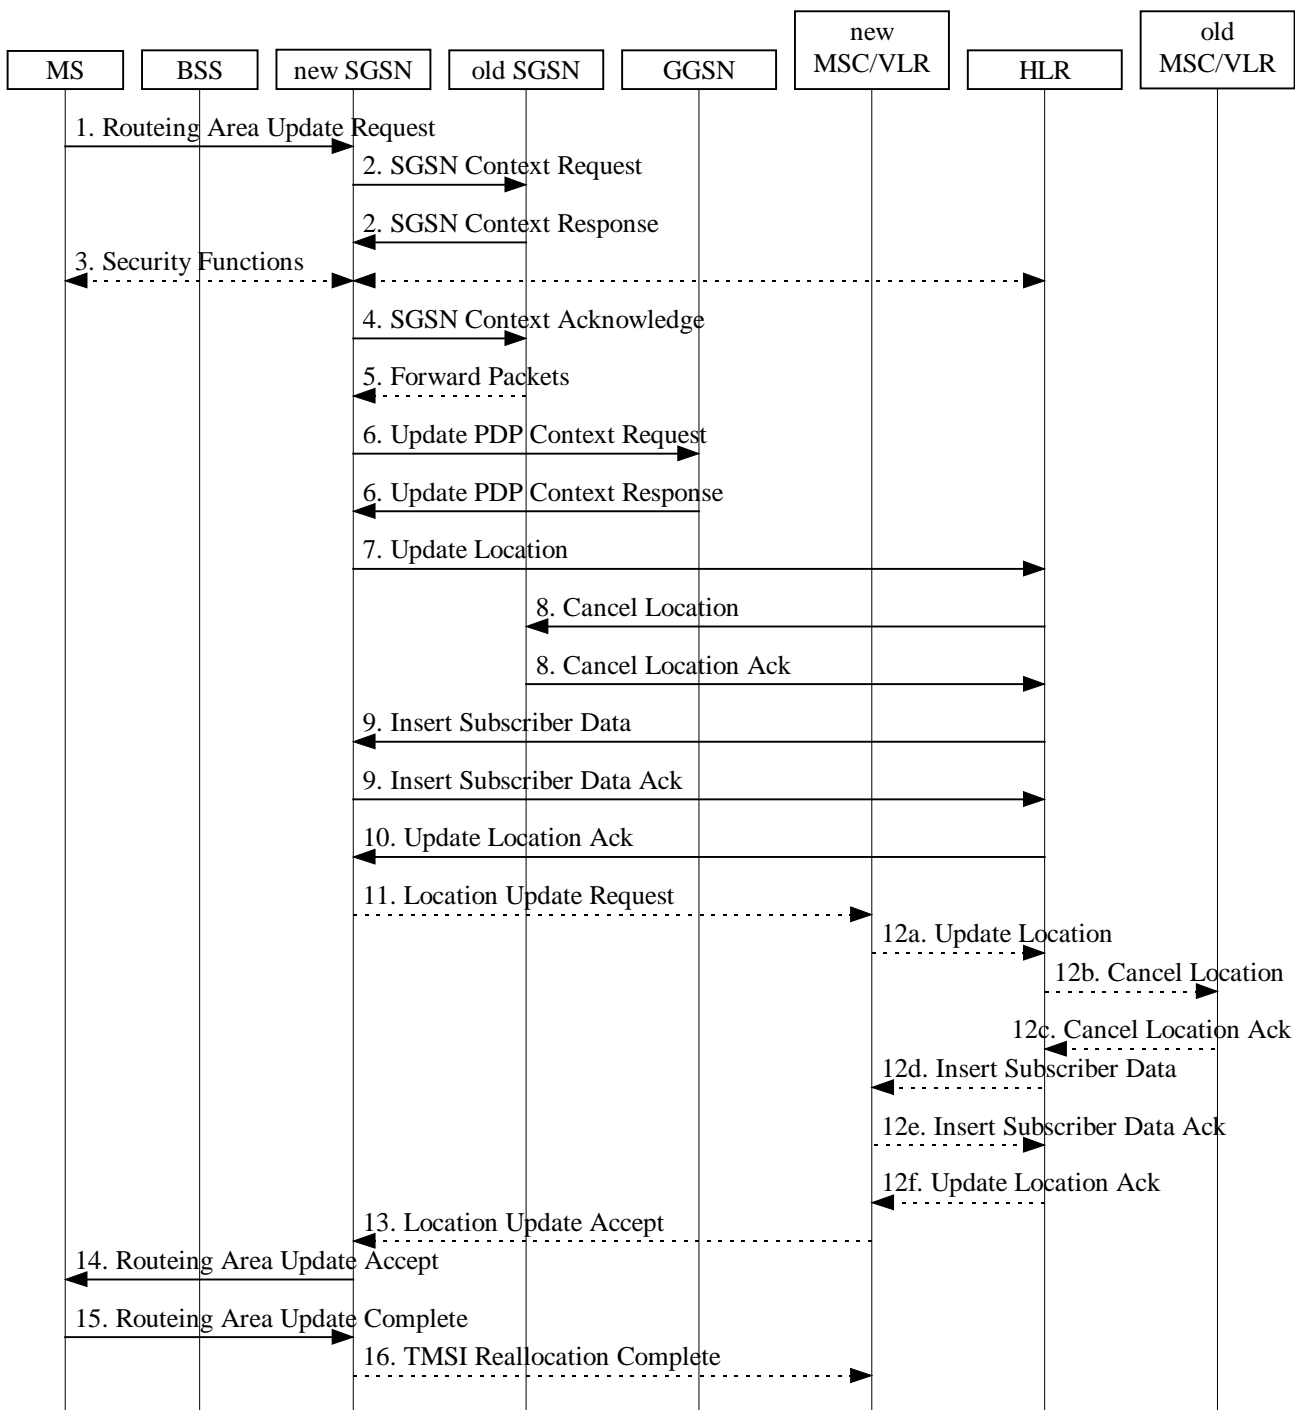 new
old
MS
BSS
new SGSN
old SGSN
GGSN
MSC/VLR
HLR
MSC/VLR
1. Routeing Area Update Request
2. SGSN Context Request
2. SGSN Context Response
3. Security Functions
4. SGSN Context Acknowledge
5. Forward Packets
6. Update PDP Context Request
6. Update PDP Context Response
7. Update Location
8. Cancel Location
8. Cancel Location Ack
9. Insert Subscriber Data
9. Insert Subscriber Data Ack
10. Update Location Ack
11. Location Update Request
12a. Update Location
12b. Cancel Location
12c. Cancel Location Ack
12d. Insert Subscriber Data
12e. Insert Subscriber Data Ack
12f. Update Location Ack
13. Location Update Accept
14. Routeing Area Update Accept
15. Routeing Area Update Complete
16. TMSI Reallocation Complete